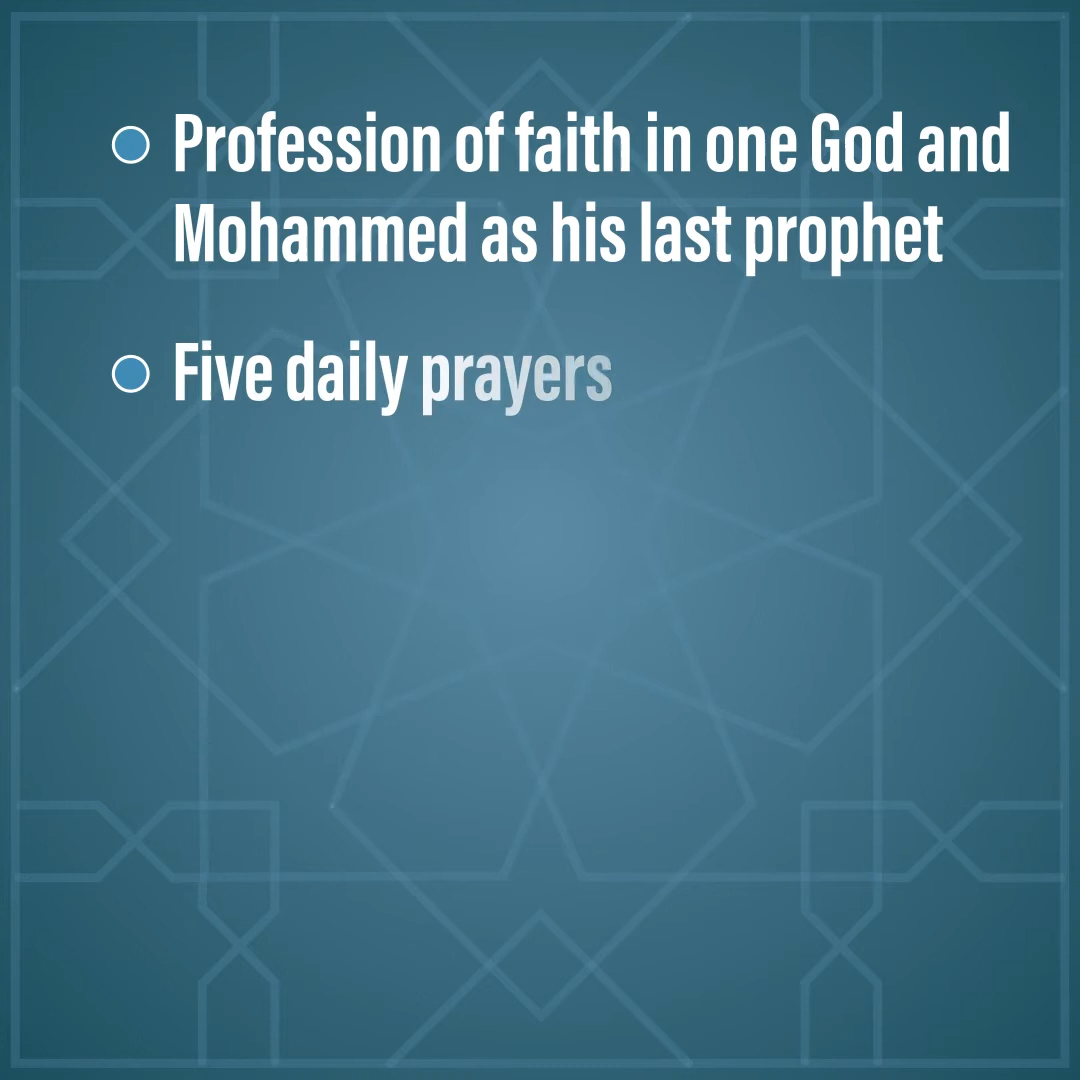 Profession of faith in one God and
Mohammed as his last prophet
Five daily prayers